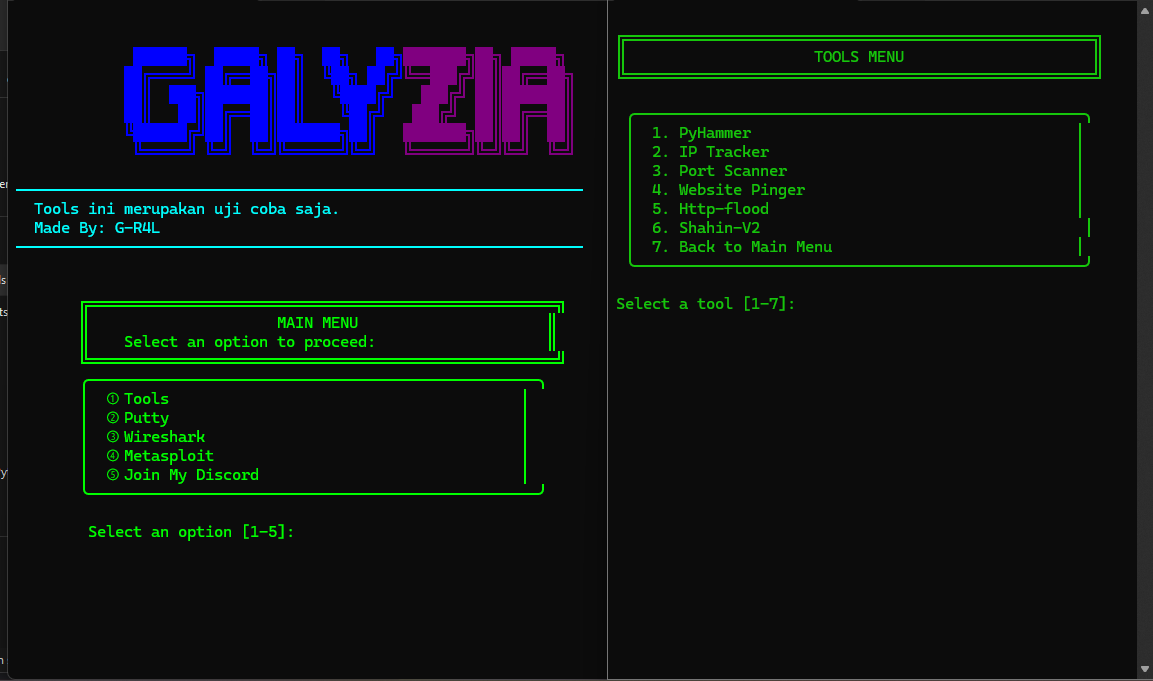 GALYZIA
Tools ini merupakan uji coba saja.
Made By: G-R4L
MAIN MENU
Select an option to proceed:
① Tools
② Putty
③ Wireshark
④ Metasploit
⑤ Join My Discord
Select an option [1-5]:
TOOLS MENU
1. PyHammer
2. IP Tracker
3. Port Scanner
4. Website Pinger
5. Http-flood
6. Shahin-V2
7. Back to Main Menu
Select a tool [1-7]: